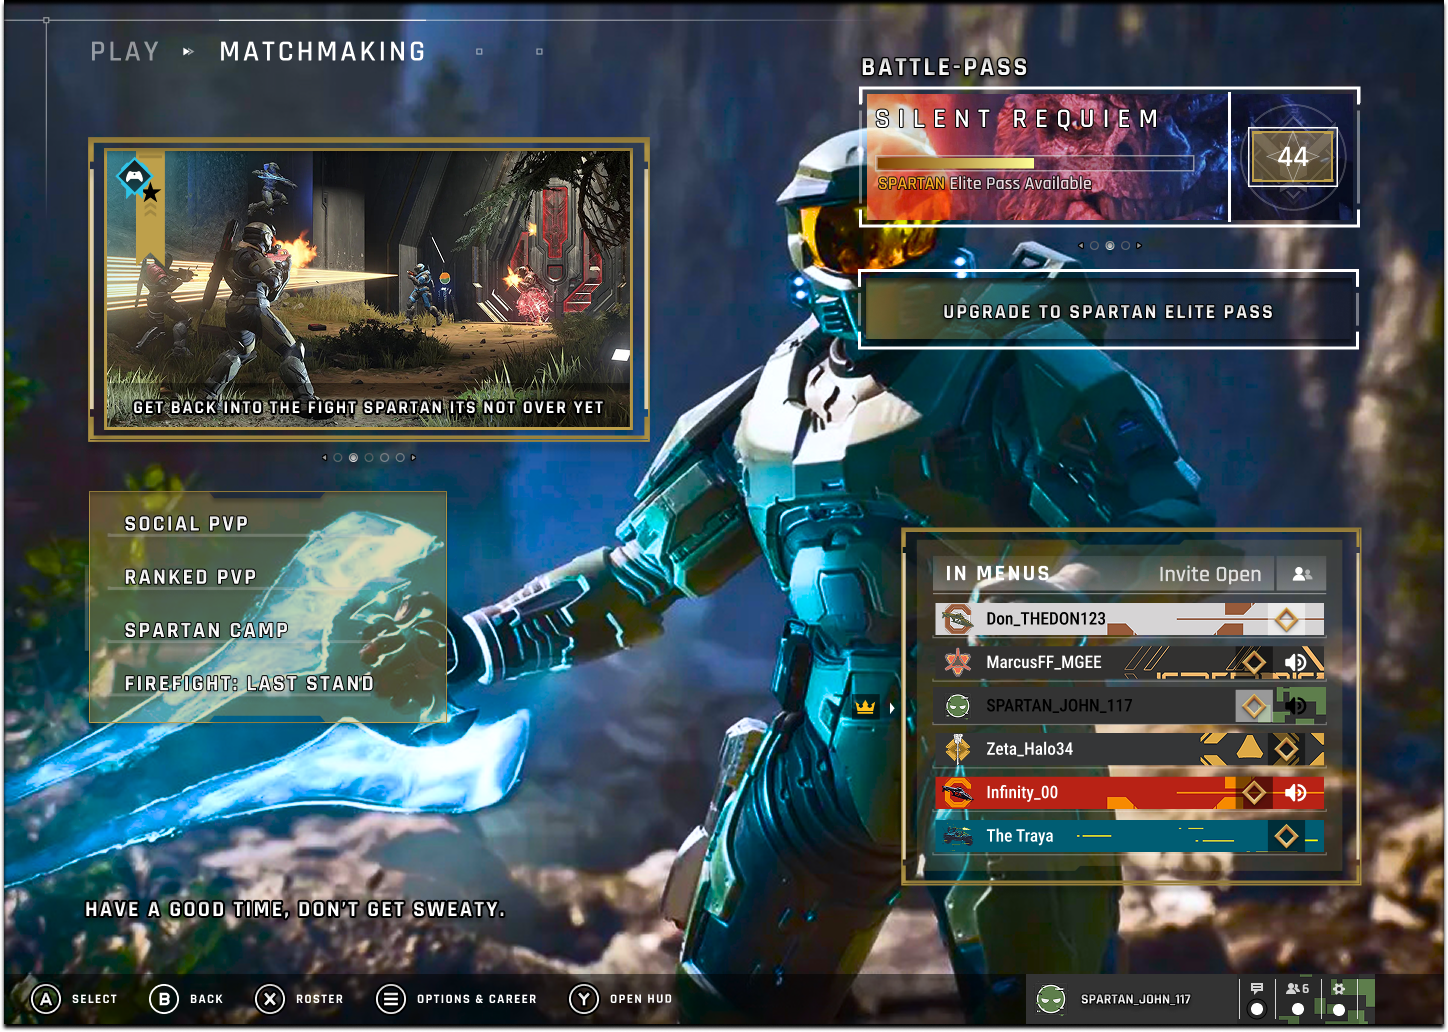 PLAY MATCHMAKING
BATTLE-PASS
SILENT REQUIEM
44
SPARTAN Elite Pass Available
UPGRADE TO SPARTAN ELITE PASS
GET BACK INTO THE FIGHT SPARTAN ITS NOT OVER YET
SOCIAL PVP
RANKED PVP
SPARTAN CAMP
FIREFIGHT: LAST STAND
IN MENUS Invite Open
Don_THEDON123
MarcusFF_MGEE
SPARTAN_JOHN_117
Zeta_Halo34
Infinity_00
The Traya
HAVE A GOOD TIME, DON'T GET SWEATY.
A SELECT B BACK X ROSTER OPTIONS & CAREER Y OPEN HUD
SPARTAN_JOHN_117 6